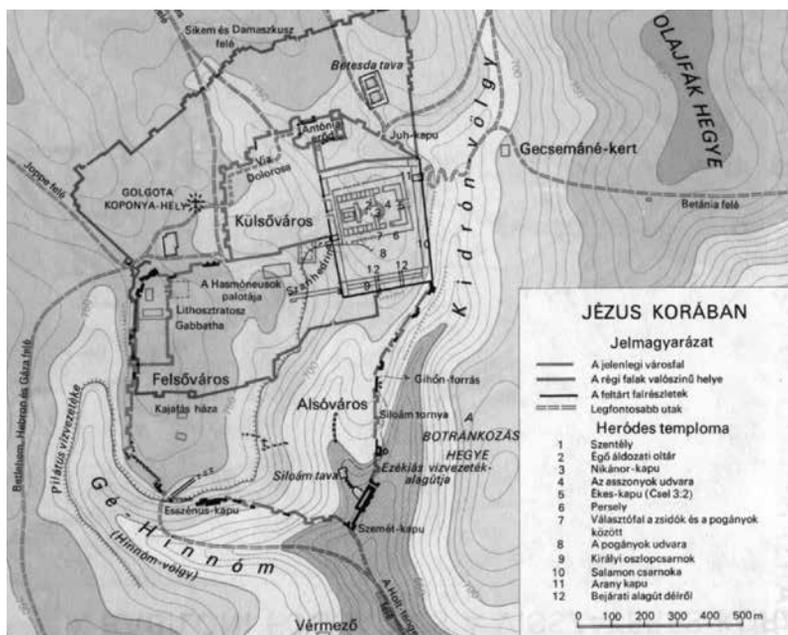 Sikem és Damaszkusz
felé
Betesda tava
OLAJFÁK HEGYE
700
Kidrón völgy
Antónia
erőd
Juh-kapu
Gecsemáné-kert
Joppe felé
Via
Dolorosa
GOLGOTA
KOPONYA-HELY
Külsőváros
Betánia felé
Szanhedrin
A Hasmóneusok
palotája
Lithosztratosz
Gabbatha
Felsőváros
Kajafás háza
Alsóváros
Gihón-forrás
Siloám tornya
A
BOTRÁNKOZÁS
HEGYE
Ezékiás vízvezeték-
alagútja
Siloám tava
Betlehem, Hebron és Gáza felé
Pilátus vízvezetéke
Gé-Hinnóm
(Hinnóm-völgy)
Esszénus-kapu
Szemét-kapu
A Holt-tenger
Vérmező
JÉZUS KORÁBAN
Jelmagyarázat
A jelenlegi városfal
A régi falak valószínű helye
A feltárt falrészletek
Legfontosabb utak
Heródes temploma
1 Szentély
2 Égő áldozati oltár
3 Nikánor-kapu
4 Az asszonyok udvara
5 Ékes-kapu (Csel 3:2)
6 Persely
7 Választófal a zsidók és a pogányok
között
8 A pogányok udvara
9 Királyi oszlopcsarnok
10 Salamon csarnoka
11 Arany kapu
12 Bejárati alagút délről
0 100 200 300 400 500 m